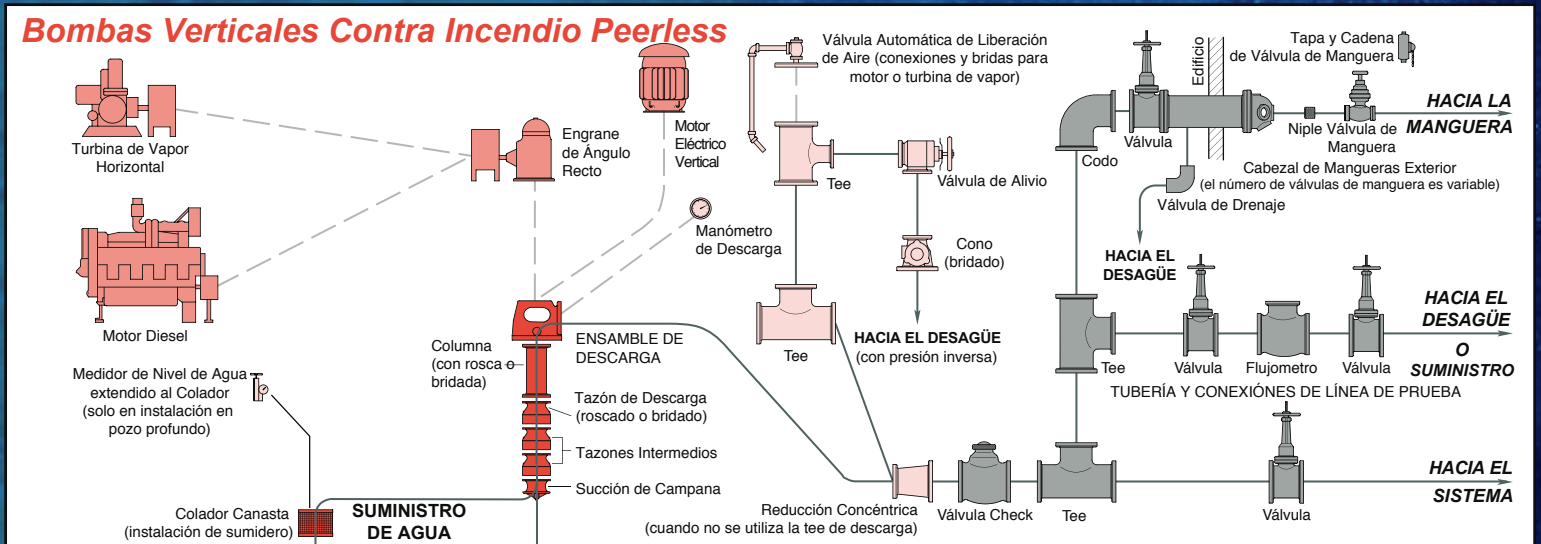 Bombas Verticales Contra Incendio Peerless
Turbina de Vapor
Horizontal
Engrane
de Ángulo
Recto
Motor
Eléctrico
Vertical
Válvula Automática de Liberación
de Aire (conexiones y bridas para
motor o turbina de vapor)
Tee
Válvula de Alivio
Manómetro
de Descarga
Cono
(bridado)
HACIA EL DESAGÜE
(con presión inversa)
Tee
Codo
Válvula
Edificio
Tapa y Cadena
de Válvula de Manguera
Niple
Válvula de
Manguera
HACIA LA
MANGUERA
Cabezal de Mangueras Exterior
(el número de válvulas de manguera es variable)
Válvula de Drenaje
HACIA EL
DESAGÜE
Tee
Válvula
Flujometro
Válvula
HACIA EL
DESAGÜE
O
SUMINISTRO
TUBERÍA Y CONEXIÓNES DE LÍNEA DE PRUEBA
Motor Diesel
Medidor de Nivel de Agua
extendido al Colador
(solo en instalación en
pozo profundo)
Columna
(con rosca o
bridada)
ENSAMBLE DE
DESCARGA
Tazón de Descarga
(roscado o bridado)
Tazones Intermedios
Succión de Campana
Colador Canasta
(instalación de sumidero)
SUMINISTRO
DE AGUA
Reducción Concéntrica
(cuando no se utiliza la tee de descarga)
Válvula Check
Tee
Válvula
HACIA EL
SISTEMA